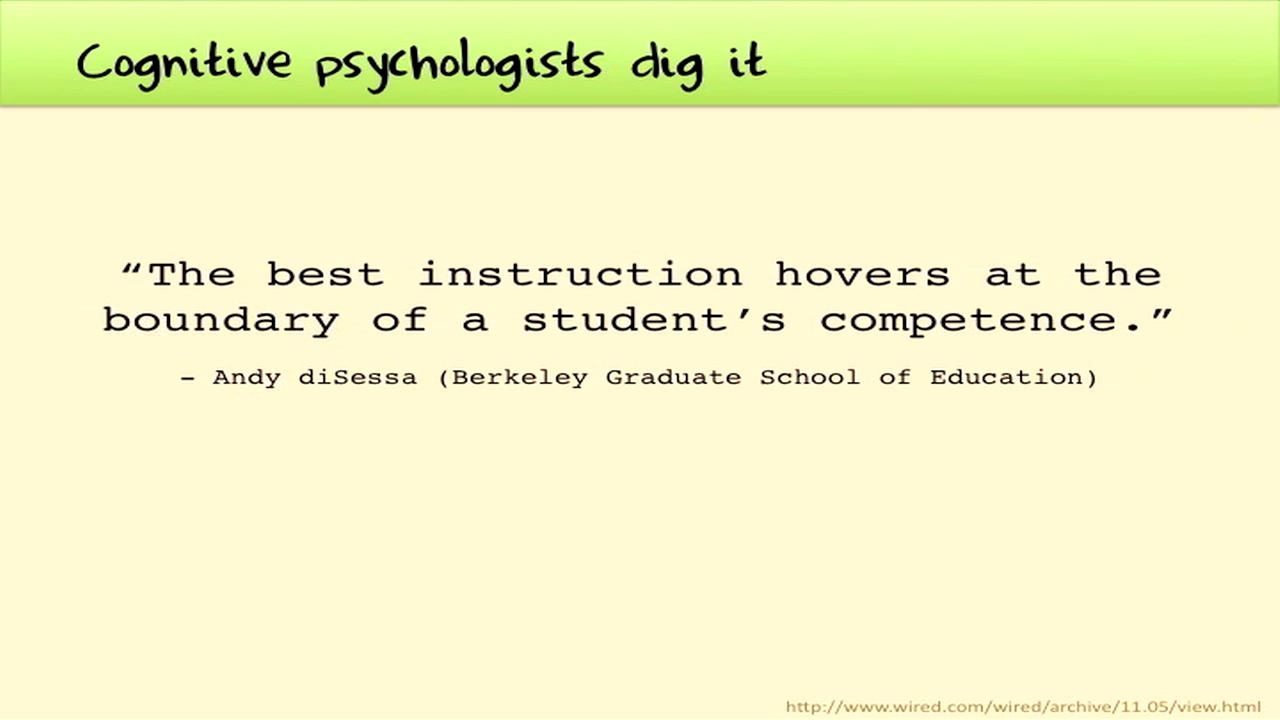 Cognitive psychologists dig it
“The best instruction hovers at the
boundary of a student’s competence.”
– Andy diSessa (Berkeley Graduate School of Education)
http://www.wired.com/wired/archive/11.05/view.html